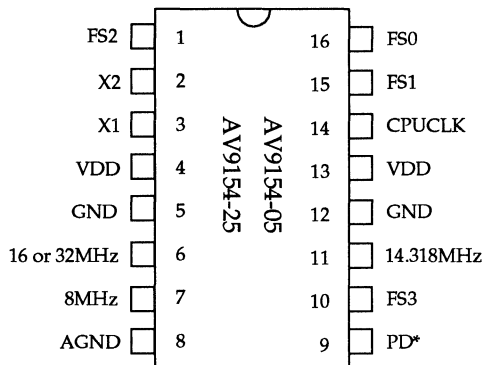 FS2 1 16 FS0
X2 2 15 FS1
X1 3 14 CPUCLK
VDD 4 13 VDD
GND 5 12 GND
16 or 32MHz 6 11 14.318MHz
8MHz 7 10 FS3
AGND 8 9 PD*
AV9154-05
AV9154-25